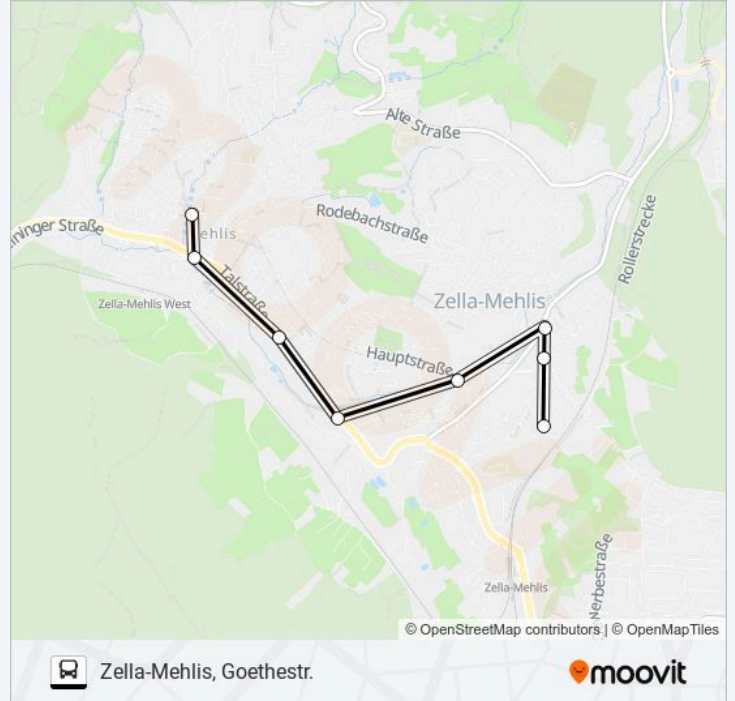 Alte Straße
Rodebachstraße
ininger Straße
ehlis
Rollerstrecke
Talstraße
Zella-Mehlis West
Zella-Mehlis
Hauptstraße
Zella-Mehlis
werbestraße
© OpenStreetMap contributors | © OpenMapTiles
Zella-Mehlis, Goethestr.
moovit